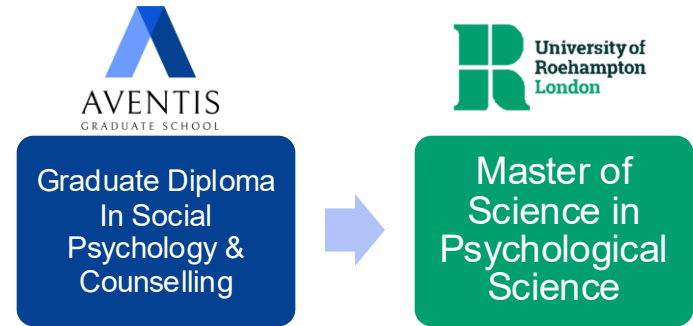 AVENTIS
GRADUATE SCHOOL
Graduate Diploma
In Social
Psychology &
Counselling
University of
Roehampton
London
Master of
Science in
Psychological
Science